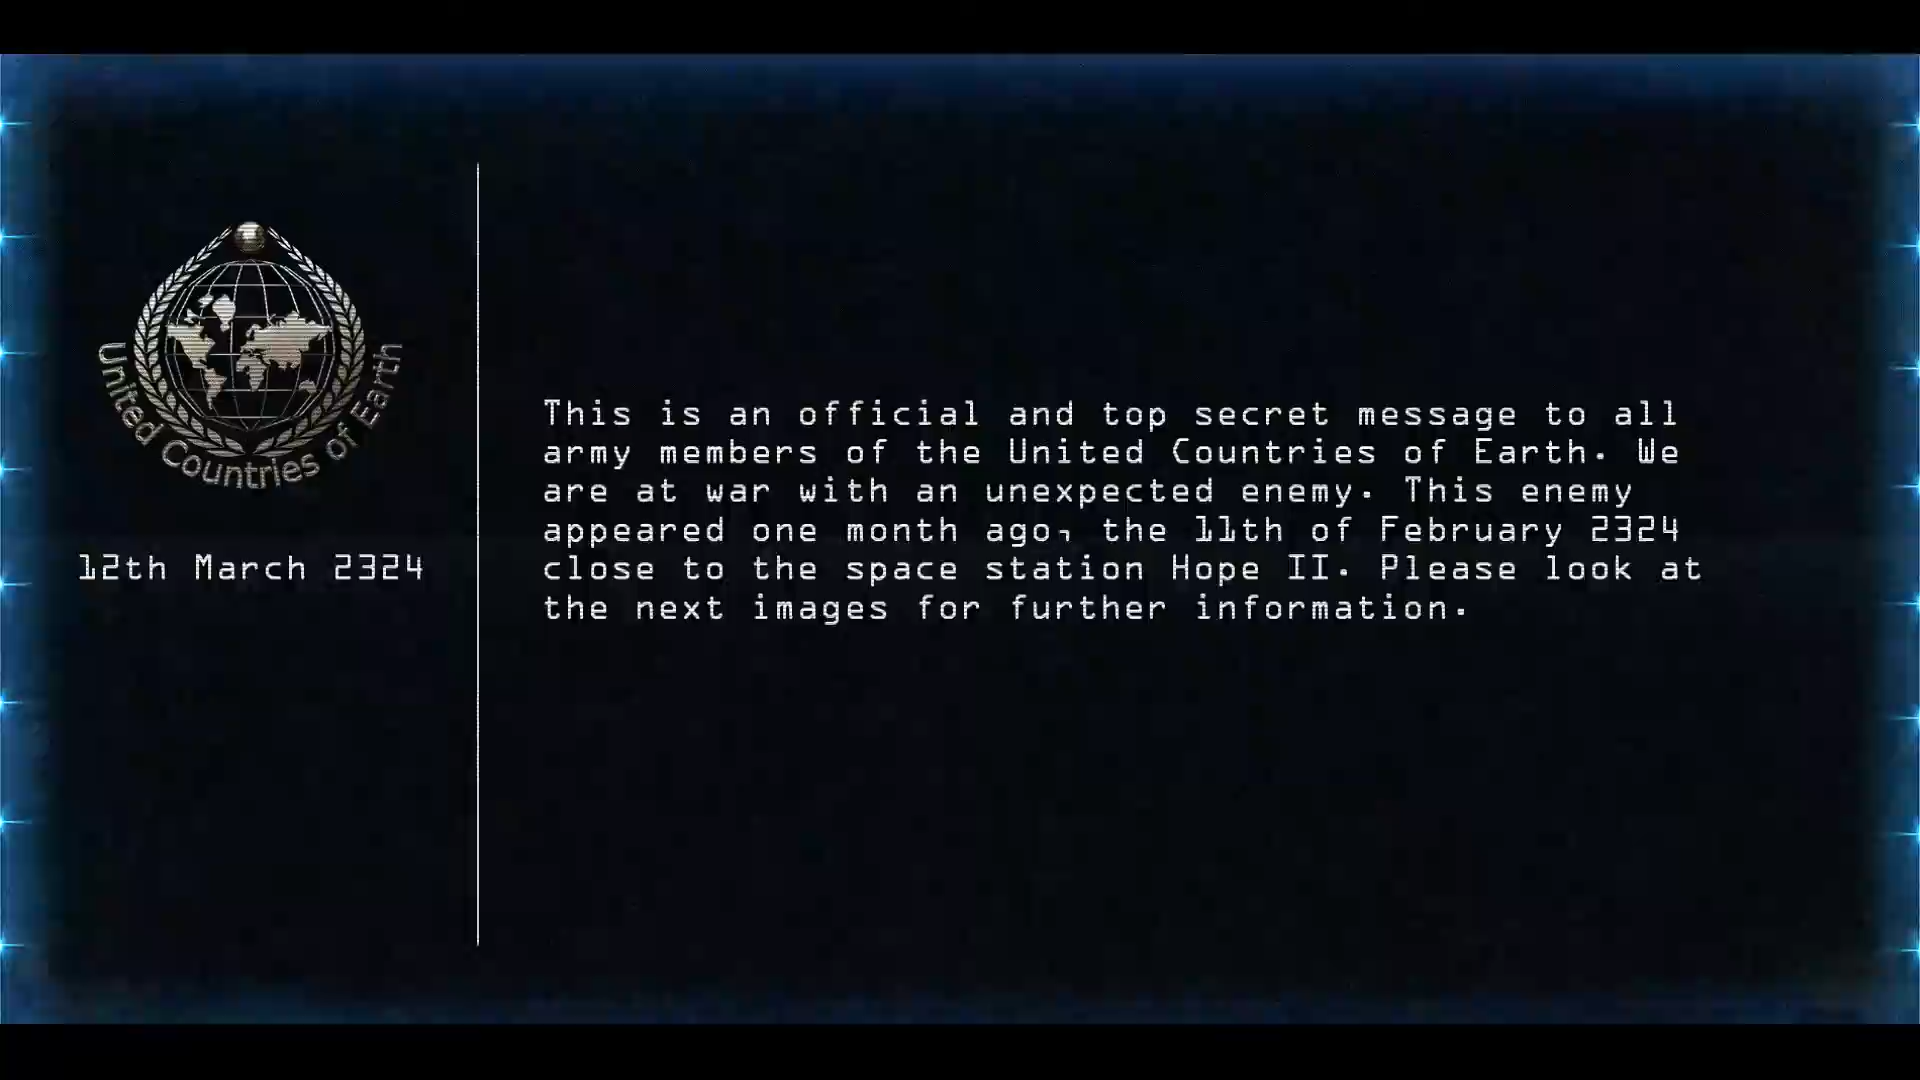 United Countries of Earth
12th March 2324
This is an official and top secret message to all
army members of the United Countries of Earth. We
are at war with an unexpected enemy. This enemy
appeared one month ago, the 11th of February 2324
close to the space station Hope II. Please look at
the next images for further information.